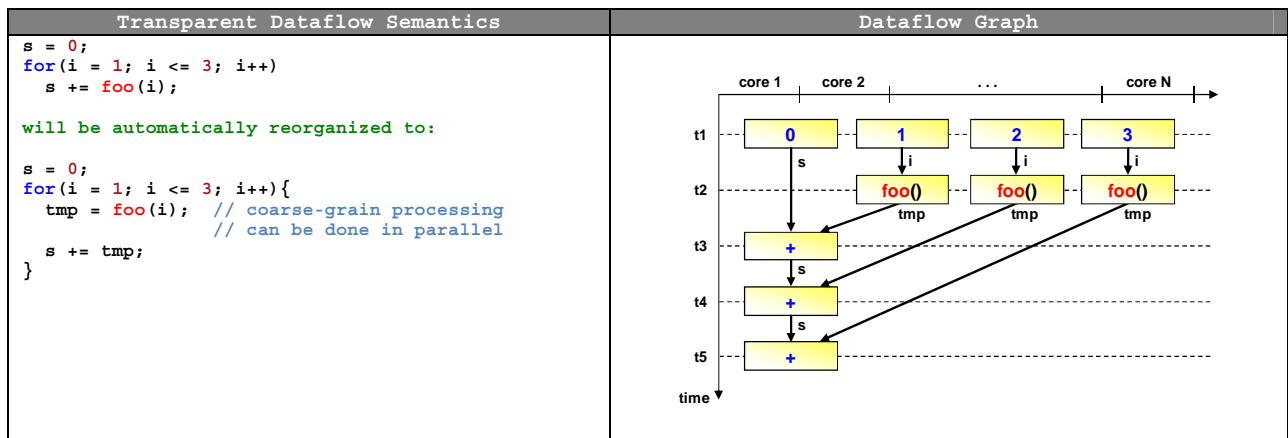 Transparent Dataflow Semantics
s = 0;
for(i = 1; i <= 3; i++)
s += foo(i);
will be automatically reorganized to:
s = 0;
for(i = 1; i <= 3; i++){
tmp = foo(i); // coarse-grain processing
// can be done in parallel
s += tmp;
}
Dataflow Graph
core 1 core 2 ... core N
t1 0 1 2 3
s i i i
t2 foo() foo() foo()
tmp tmp tmp
t3 +
s
t4 +
s
t5 +
time